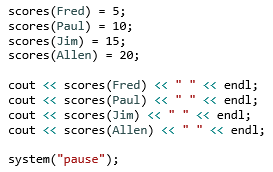 scores(Fred) = 5;
scores(Paul) = 10;
scores(Jim) = 15;
scores(Allen) = 20;
cout << scores(Fred) << " " << endl;
cout << scores(Paul) << " " << endl;
cout << scores(Jim) << " " << endl;
cout << scores(Allen) << " " << endl;
system("pause");